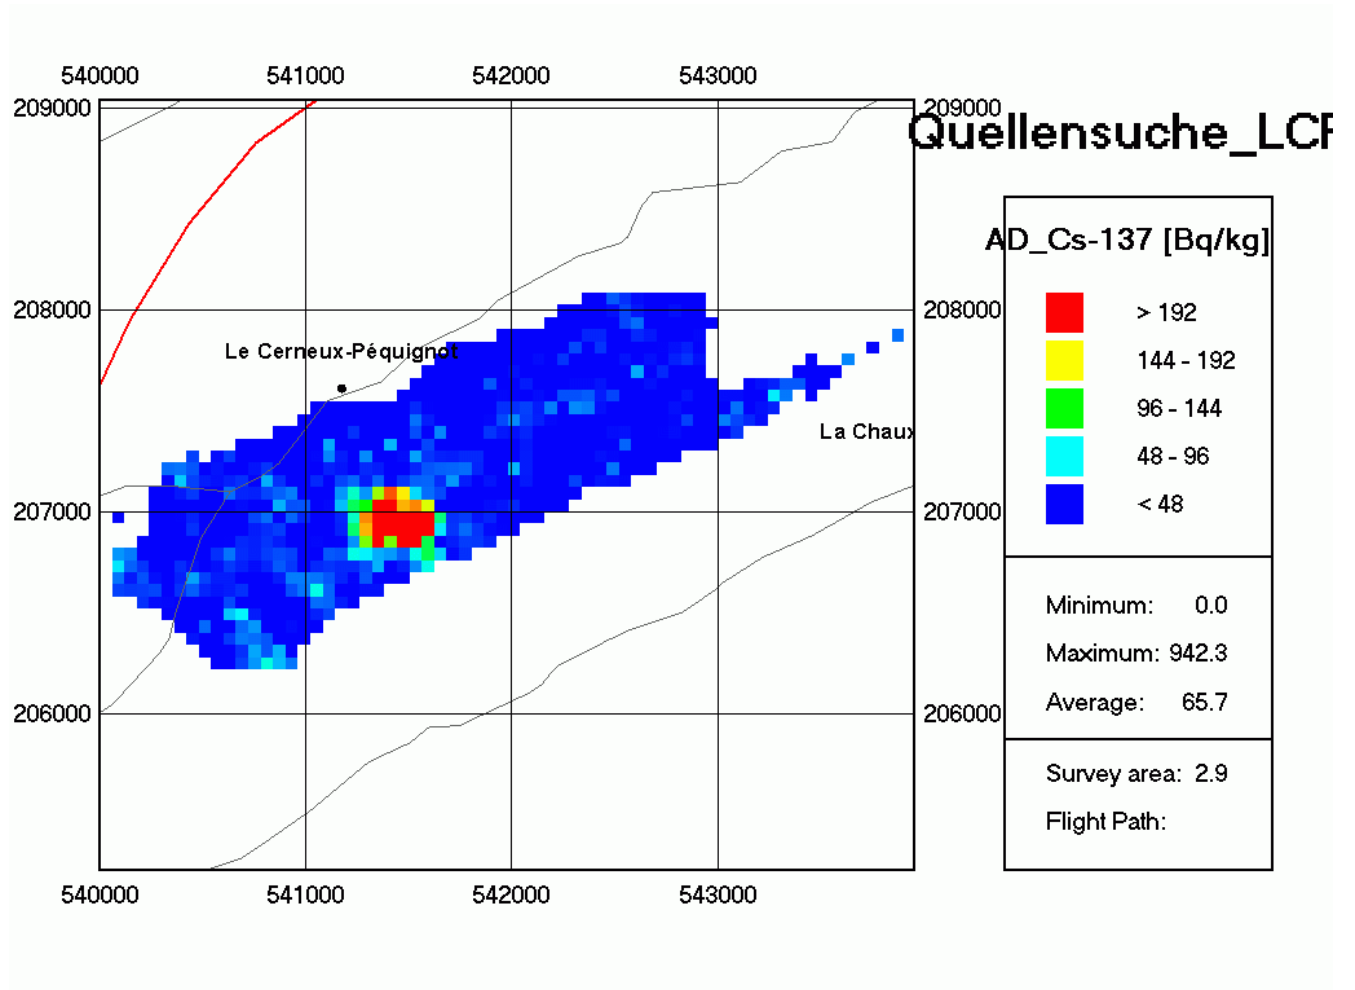 540000 541000 542000 543000
209000 209000
Quellensuche_LCF
AD_Cs-137 [Bq/kg]
> 192
144 - 192
96 - 144
48 - 96
< 48
208000 208000
Le Cerneux-Péquignot
La Chaux
207000 207000
206000 206000
Minimum: 0.0
Maximum: 942.3
Average: 65.7
Survey area: 2.9
Flight Path:
540000 541000 542000 543000